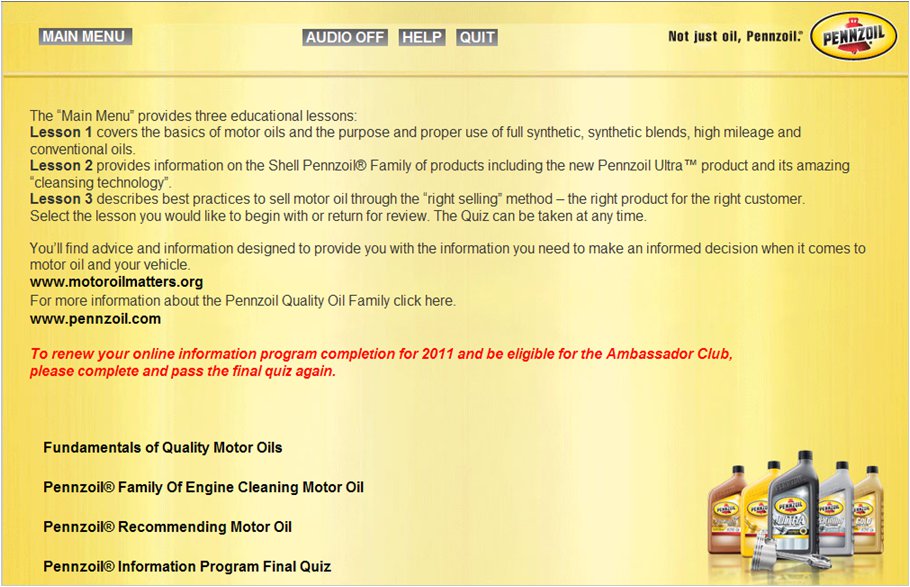 MAIN MENU
AUDIO OFF HELP QUIT
Not just oil, Pennzoil.®
PENNZOIL
The “Main Menu” provides three educational lessons:
Lesson 1 covers the basics of motor oils and the purpose and proper use of full synthetic, synthetic blends, high mileage and
conventional oils.
Lesson 2 provides information on the Shell Pennzoil® Family of products including the new Pennzoil Ultra™ product and its amazing
“cleansing technology”.
Lesson 3 describes best practices to sell motor oil through the “right selling” method – the right product for the right customer.
Select the lesson you would like to begin with or return for review. The Quiz can be taken at any time.
You’ll find advice and information designed to provide you with the information you need to make an informed decision when it comes to
motor oil and your vehicle.
www.motoroilmatters.org
For more information about the Pennzoil Quality Oil Family click here.
www.pennzoil.com
To renew your online information program completion for 2011 and be eligible for the Ambassador Club,
please complete and pass the final quiz again.
Fundamentals of Quality Motor Oils
Pennzoil® Family Of Engine Cleaning Motor Oil
Pennzoil® Recommending Motor Oil
Pennzoil® Information Program Final Quiz
PENNZOIL
ULTRA